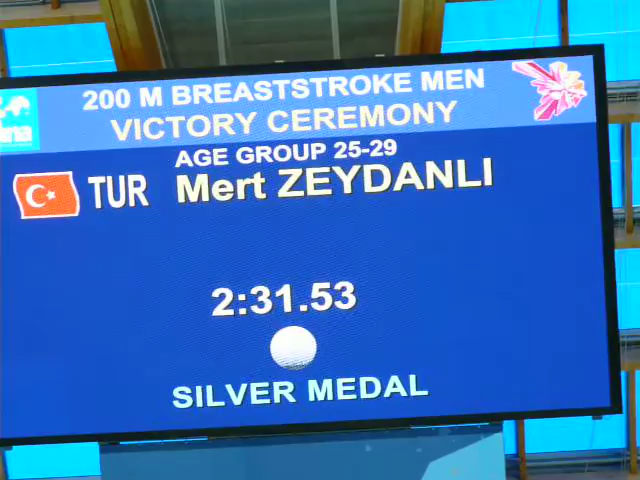 200 M BREASTSTROKE MEN
VICTORY CEREMONY
AGE GROUP 25-29
TUR Mert ZEYDANLI
2:31.53
SILVER MEDAL